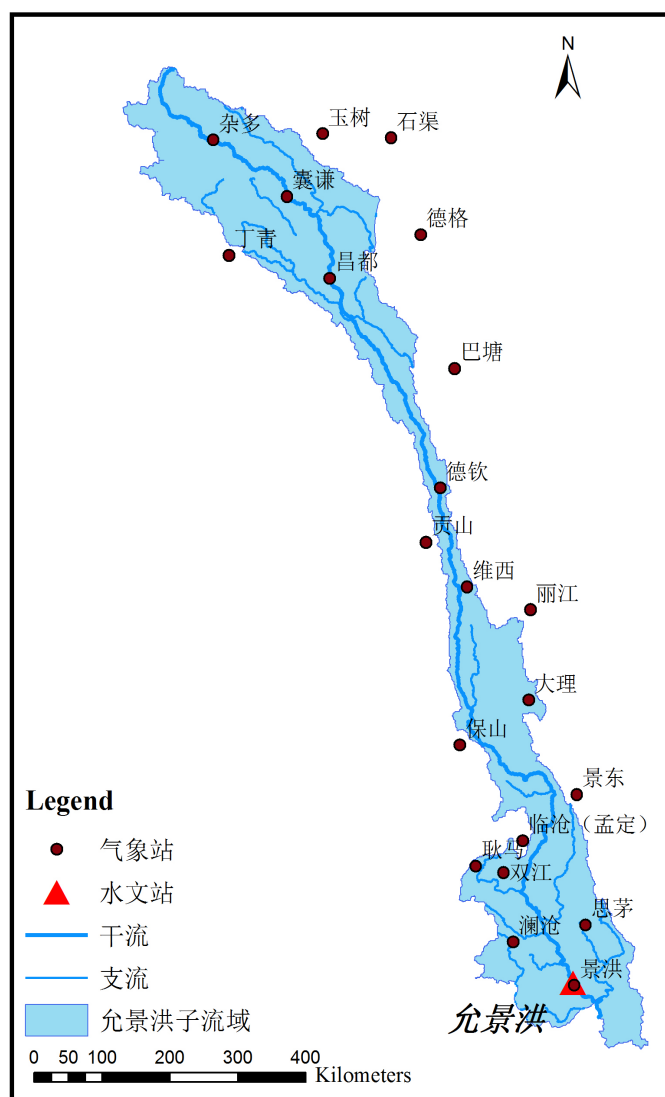 N
杂多
玉树
石渠
囊谦
德格
丁青
昌都
巴塘
德钦
贡山
维西
丽江
大理
保山
景东
临沧（孟定）
耿马
双江
思茅
澜沧
景洪
允景洪
Legend
气象站
水文站
干流
支流
允景洪子流域
0 50 100 200 300 400
Kilometers